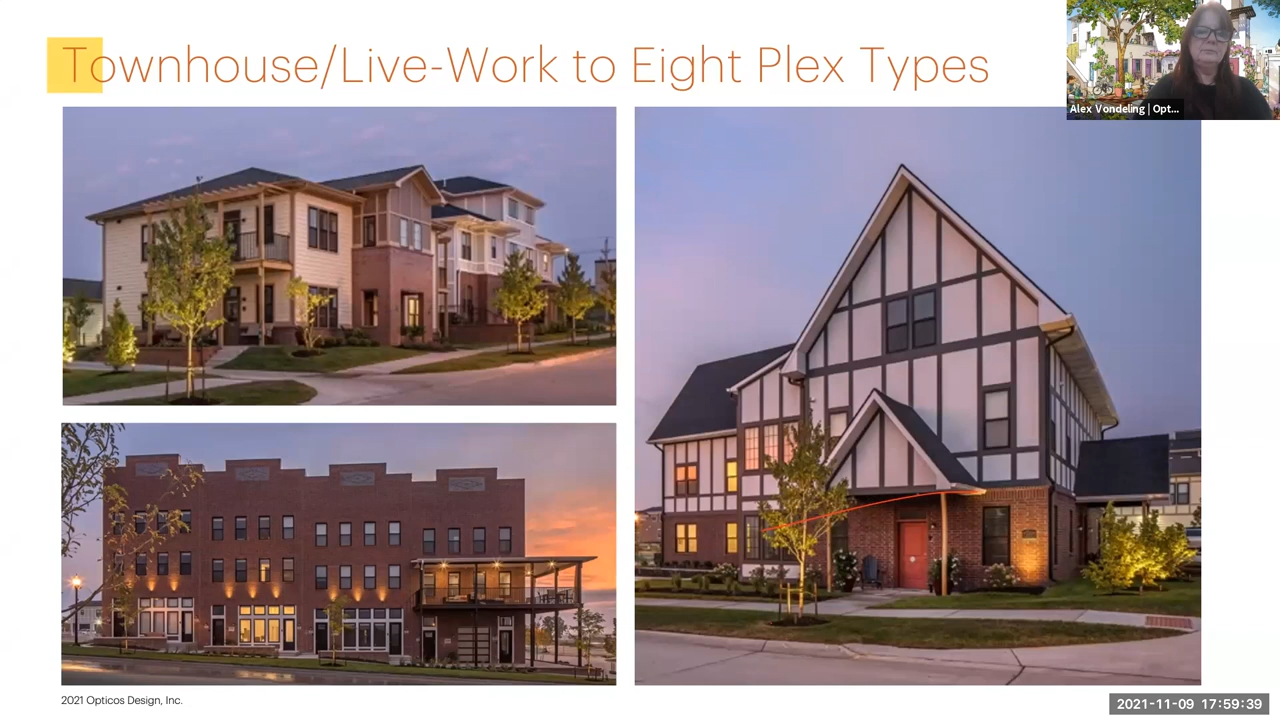 Townhouse/Live-Work to Eight Plex Types
Alex Vondeling | Opt...
2021 Opticos Design, Inc.
2021-11-09 17:59:39